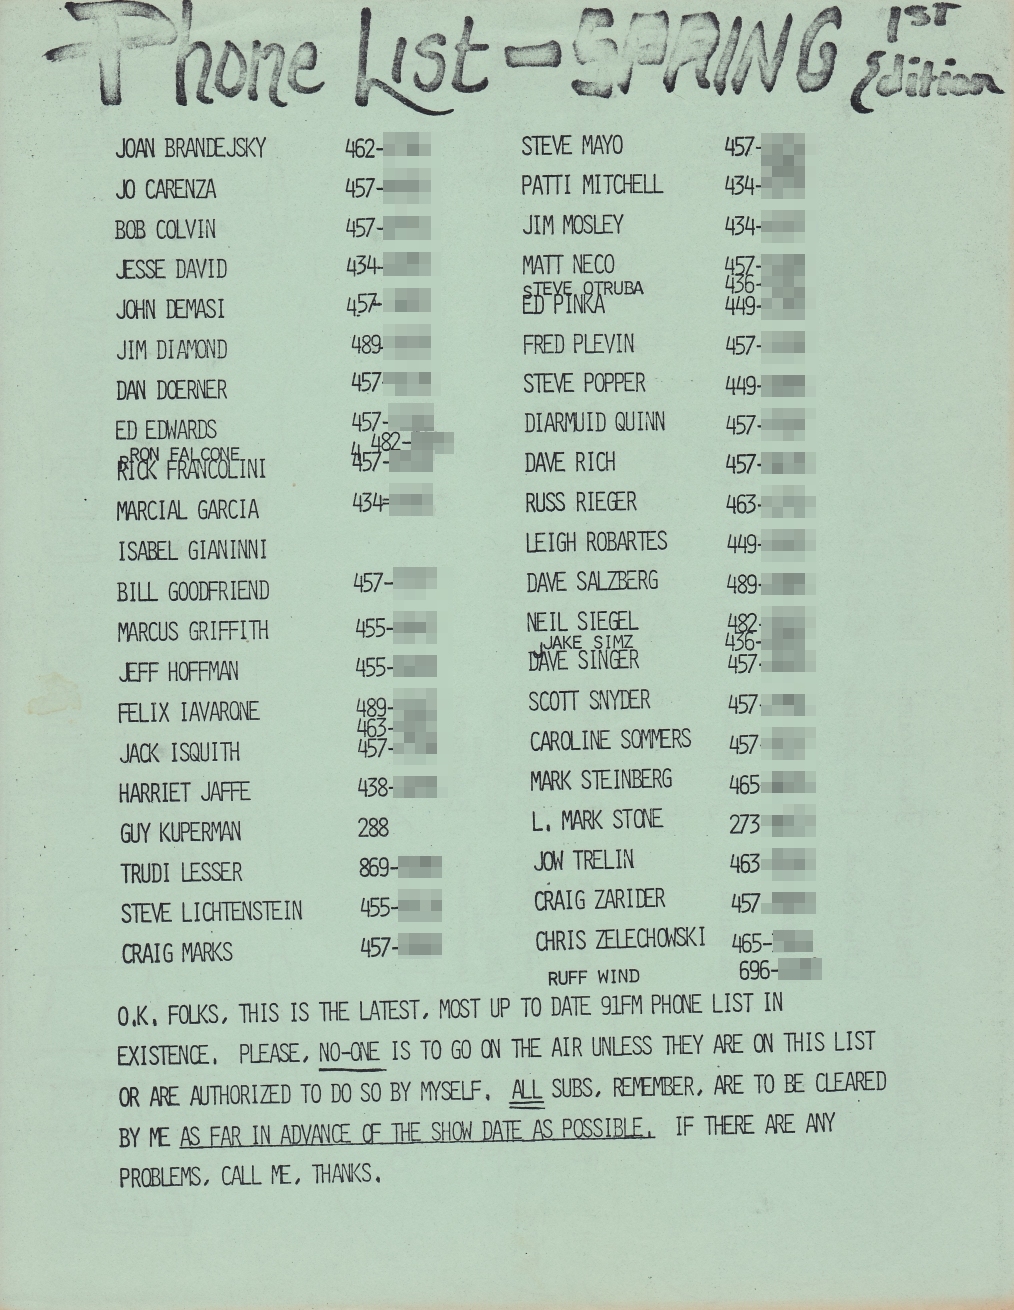 Phone List - SPRING 1ST Edition
JOAN BRANDEJSKY 462-
JO CARENZA 457-
BOB COLVIN 457-
JESSE DAVID 434-
JOHN DEMASI 457-
JIM DIAMOND 489-
DAN DOERNER 457
ED EDWARDS 457-
RON FALCONE 482-
RICK FRANCOLINI 457-
MARCIAL GARCIA 434=
ISABEL GIANINNI
BILL GOODFRIEND 457-
MARCUS GRIFFITH 455-
JEFF HOFFMAN 455-
FELIX IAVARONE 489-
463-
JACK ISQUITH 457-
HARRIET JAFFE 438-
GUY KUPERMAN 288
TRUDI LESSER 869-
STEVE LICHTENSTEIN 455-
CRAIG MARKS 457-
STEVE MAYO 457-
PATTI MITCHELL 434-
JIM MOSLEY 434-
MATT NECO 457-
STEVE OTRUBA 436-
ED PINKA 449-
FRED PLEVIN 457-
STEVE POPPER 449-
DIARMUID QUINN 457-
DAVE RICH 457-
RUSS RIEGER 463-
LEIGH ROBARTES 449-
DAVE SALZBERG 489-
NEIL SIEGEL 482-
JAKE SIMZ 436-
DAVE SINGER 457-
SCOTT SNYDER 457-
CAROLINE SOMMERS 457-
MARK STEINBERG 465
L. MARK STONE 273
JOW TRELIN 463
CRAIG ZARIDER 457
CHRIS ZELECHOWSKI 465-
RUFF WIND 696-
O.K. FOLKS, THIS IS THE LATEST, MOST UP TO DATE 91FM PHONE LIST IN
EXISTENCE. PLEASE, NO-ONE IS TO GO ON THE AIR UNLESS THEY ARE ON THIS LIST
OR ARE AUTHORIZED TO DO SO BY MYSELF. ALL SUBS, REMEMBER, ARE TO BE CLEARED
BY ME AS FAR IN ADVANCE OF THE SHOW DATE AS POSSIBLE. IF THERE ARE ANY
PROBLEMS, CALL ME, THANKS.